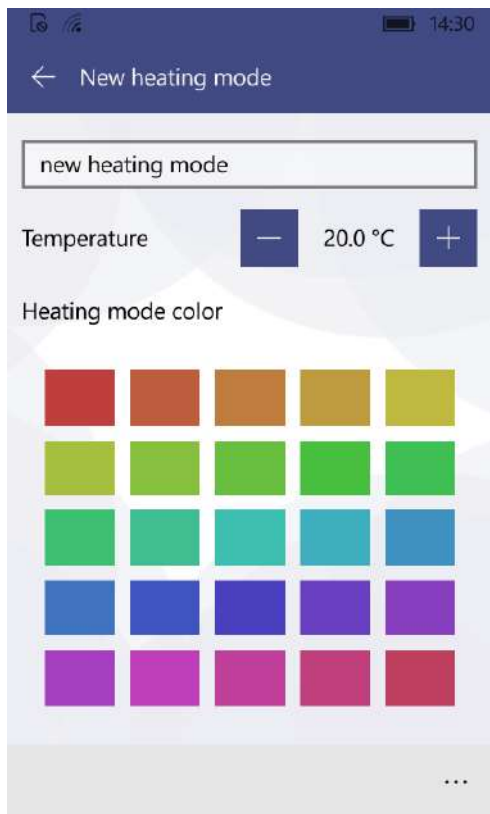 14:30
New heating mode
new heating mode
Temperature
20.0 °C
Heating mode color